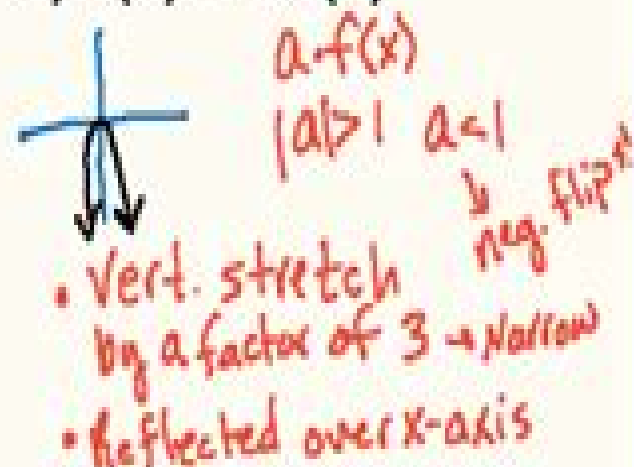 a·f(x)
|a|>1 a<1
neg. flip
• Vert. stretch
by a factor of 3 → Narrow
• Reflected over x-axis